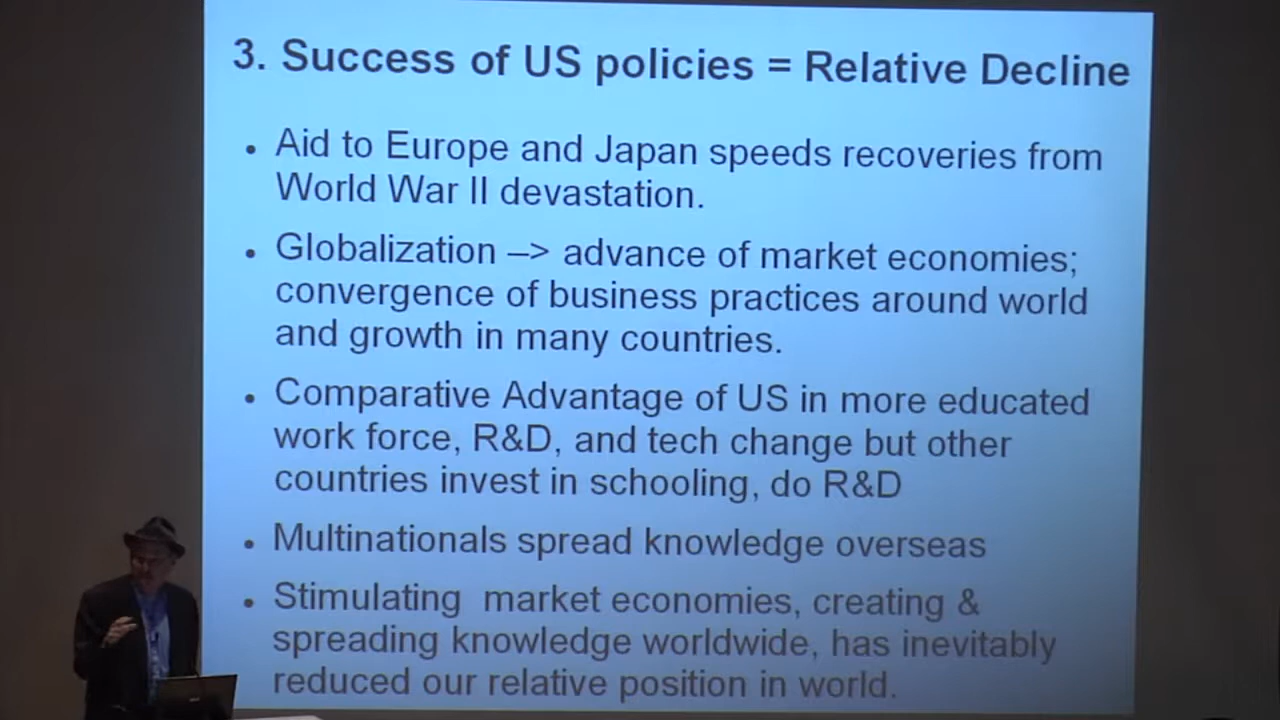 3. Success of US policies = Relative Decline
• Aid to Europe and Japan speeds recoveries from
World War II devastation.
• Globalization –> advance of market economies;
convergence of business practices around world
and growth in many countries.
• Comparative Advantage of US in more educated
work force, R&D, and tech change but other
countries invest in schooling, do R&D
• Multinationals spread knowledge overseas
• Stimulating  market economies, creating &
spreading knowledge worldwide, has inevitably
reduced our relative position in world.